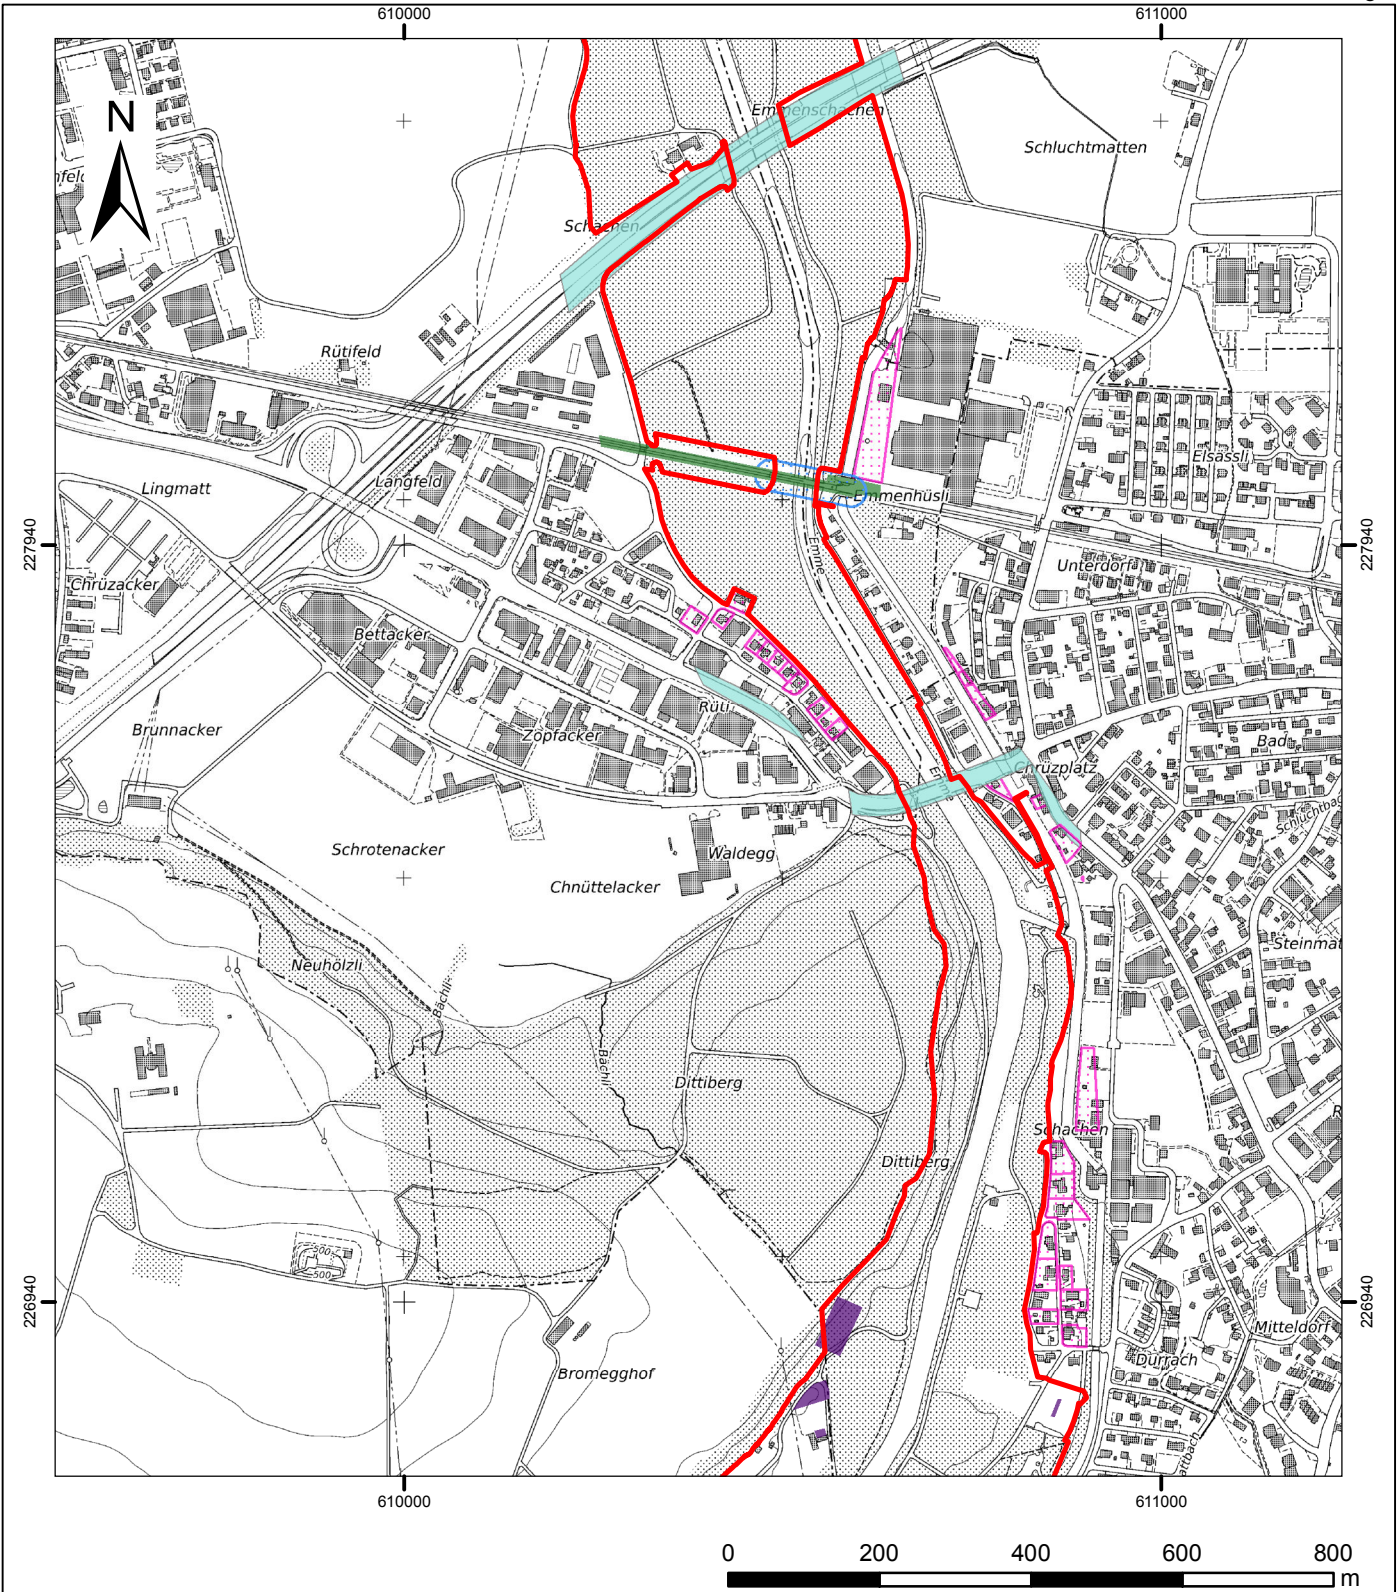 610000 611000
N
Emmenschachen
Schluchtmatten
Schachen
Rütifeld
Elsässli
Lingmatt
Langfeld
Emmenhüsli
227940
227940
Emme
Unterdorf
Chrüzacker
Bettacker
Rüti
Brunnacker
Zopfacker
Bad
Chrüzplatz
Emme
Schrotenacker
Waldegg
Chnüttelacker
Steinmat
Neuhölzli
Bächli
Bächli
Dittiberg
Schachen
Dittiberg
500
500
226940
226940
Mitteldorf
Bromegghof
Dürrach
610000 611000
0 200 400 600 800
m